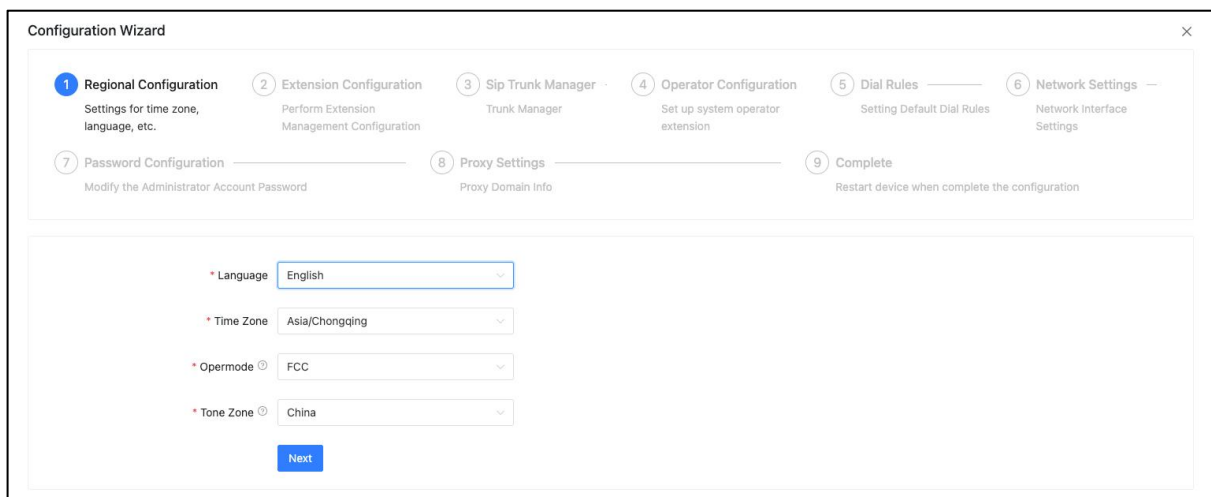 Configuration Wizard
1 Regional Configuration
Settings for time zone,
language, etc.
2 Extension Configuration
Perform Extension
Management Configuration
3 Sip Trunk Manager
Trunk Manager
4 Operator Configuration
Set up system operator
extension
5 Dial Rules
Setting Default Dial Rules
6 Network Settings
Network Interface
Settings
7 Password Configuration
Modify the Administrator Account Password
8 Proxy Settings
Proxy Domain Info
9 Complete
Restart device when complete the configuration
* Language English
* Time Zone Asia/Chongqing
* Opermode ? FCC
* Tone Zone ? China
Next